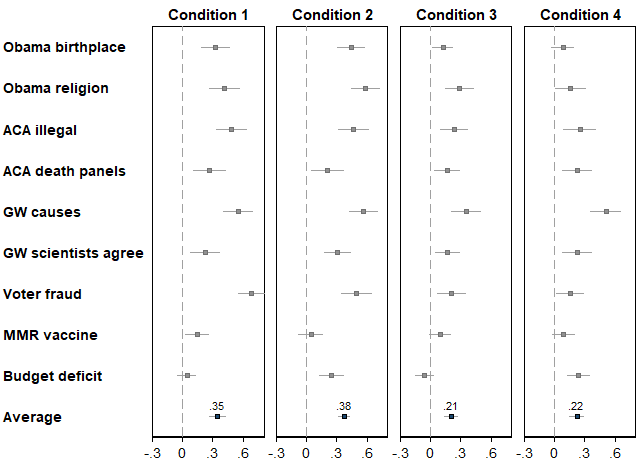 Condition 1 Condition 2 Condition 3 Condition 4
Obama birthplace
Obama religion
ACA illegal
ACA death panels
GW causes
GW scientists agree
Voter fraud
MMR vaccine
Budget deficit
Average .35 .38 .21 .22
-.3 0 .3 .6 -.3 0 .3 .6 -.3 0 .3 .6 -.3 0 .3 .6